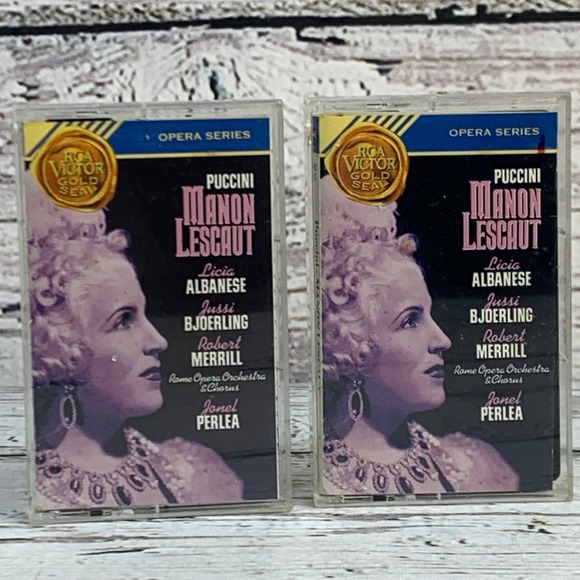 OPERA SERIES
RCA
VICTOR
GOLD
SEAL
PUCCINI
MANON
LESCAUT
Licia
ALBANESE
Jussi
BJOERLING
Robert
MERRILL
Rome Opera Orchestra
& Chorus
Jonel
PERLEA
OPERA SERIES
RCA
VICTOR
GOLD
SEAL
PUCCINI
MANON
LESCAUT
Licia
ALBANESE
Jussi
BJOERLING
Robert
MERRILL
Rome Opera Orchestra
& Chorus
Jonel
PERLEA